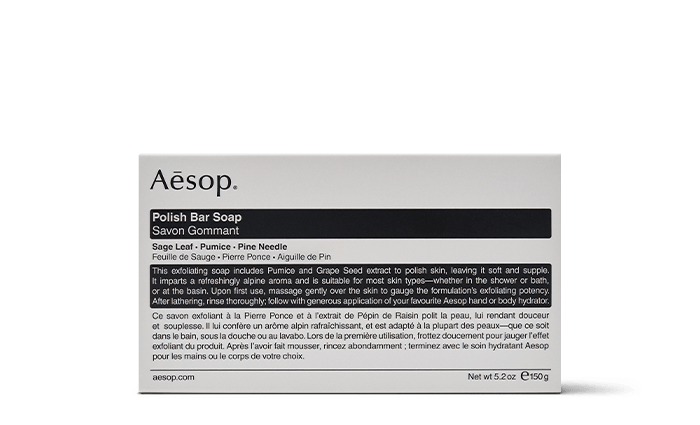 Aēsop®
Polish Bar Soap
Savon Gommant
Sage Leaf · Pumice · Pine Needle
Feuille de Sauge · Pierre Ponce · Aiguille de Pin
This exfoliating soap includes Pumice and Grape Seed extract to polish skin, leaving it soft and supple.
It imparts a refreshingly alpine aroma and is suitable for most skin types—whether in the shower or bath,
or at the basin. Upon first use, massage gently over the skin to gauge the formulation's exfoliating potency.
After lathering, rinse thoroughly; follow with generous application of your favourite Aesop hand or body hydrator.
Ce savon exfoliant à la Pierre Ponce et à l'extrait de Pépin de Raisin polit la peau, lui rendant douceur
et souplesse. Il lui confère un arôme alpin rafraîchissant, et est adapté à la plupart des peaux—que ce soit
dans le bain, sous la douche ou au lavabo. Lors de la première utilisation, frottez doucement pour jauger l'effet
exfoliant du produit. Après l'avoir fait mousser, rincez abondamment ; terminez avec le soin hydratant Aesop
pour les mains ou le corps de votre choix.
aesop.com Net wt 5.2 oz ℮150 g